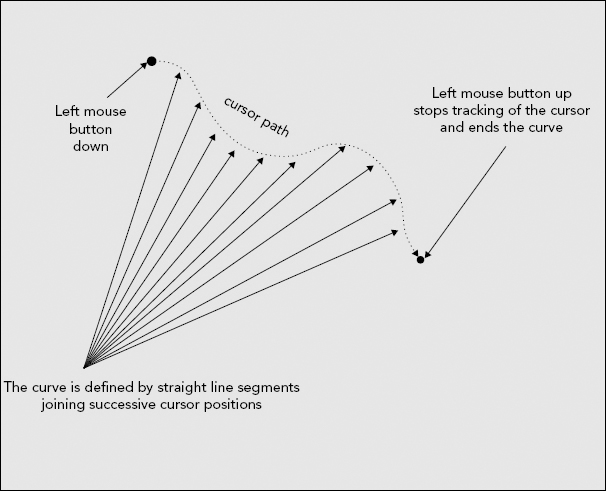 Left mouse
button
down
cursor path
Left mouse button up
stops tracking of the cursor
and ends the curve
The curve is defined by straight line segments
joining successive cursor positions